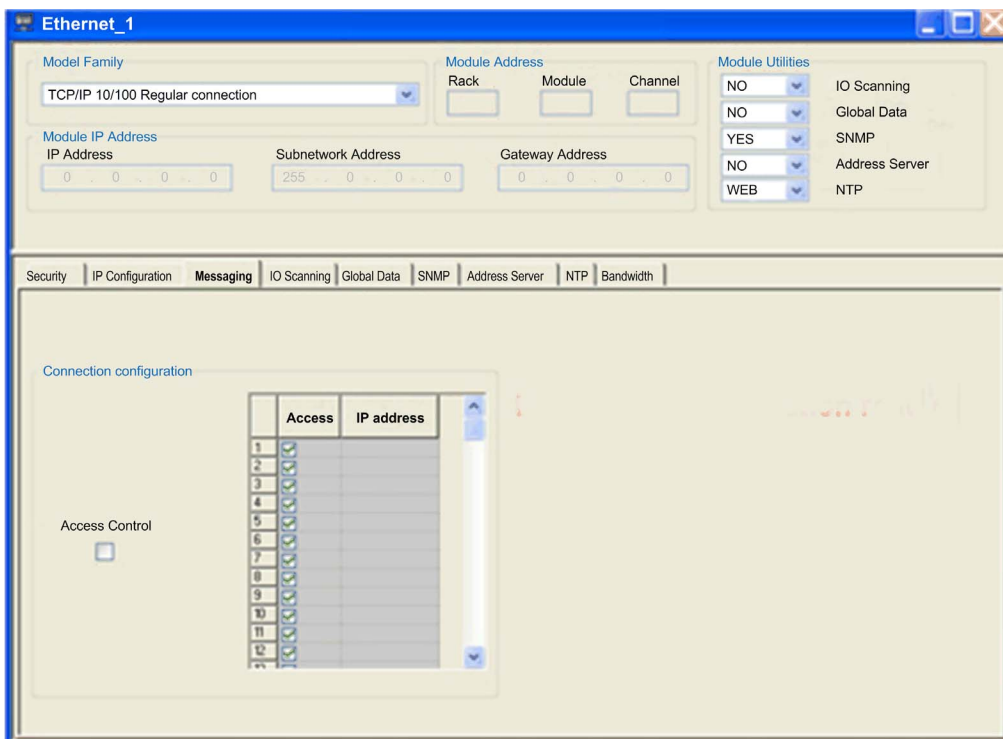 Ethernet_1
Model Family
TCP/IP 10/100 Regular connection
Module Address
Rack Module Channel
Module Utilities
NO IO Scanning
NO Global Data
YES SNMP
NO Address Server
WEB NTP
Module IP Address
IP Address Subnetwork Address Gateway Address
0 . 0 . 0 . 0 255 . 0 . 0 . 0 0 . 0 . 0 . 0
Security IP Configuration Messaging IO Scanning Global Data SNMP Address Server NTP Bandwidth
Connection configuration
Access IP address
1
2
3
4
5
6
7
8
9
10
11
12
Access Control